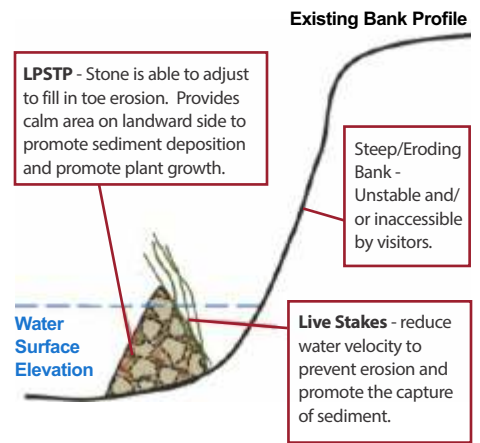 Existing Bank Profile
LPSTP - Stone is able to adjust
to fill in toe erosion. Provides
calm area on landward side to
promote sediment deposition
and promote plant growth.
Steep/Eroding
Bank -
Unstable and/
or inaccessible
by visitors.
Water
Surface
Elevation
Live Stakes - reduce
water velocity to
prevent erosion and
promote the capture
of sediment.